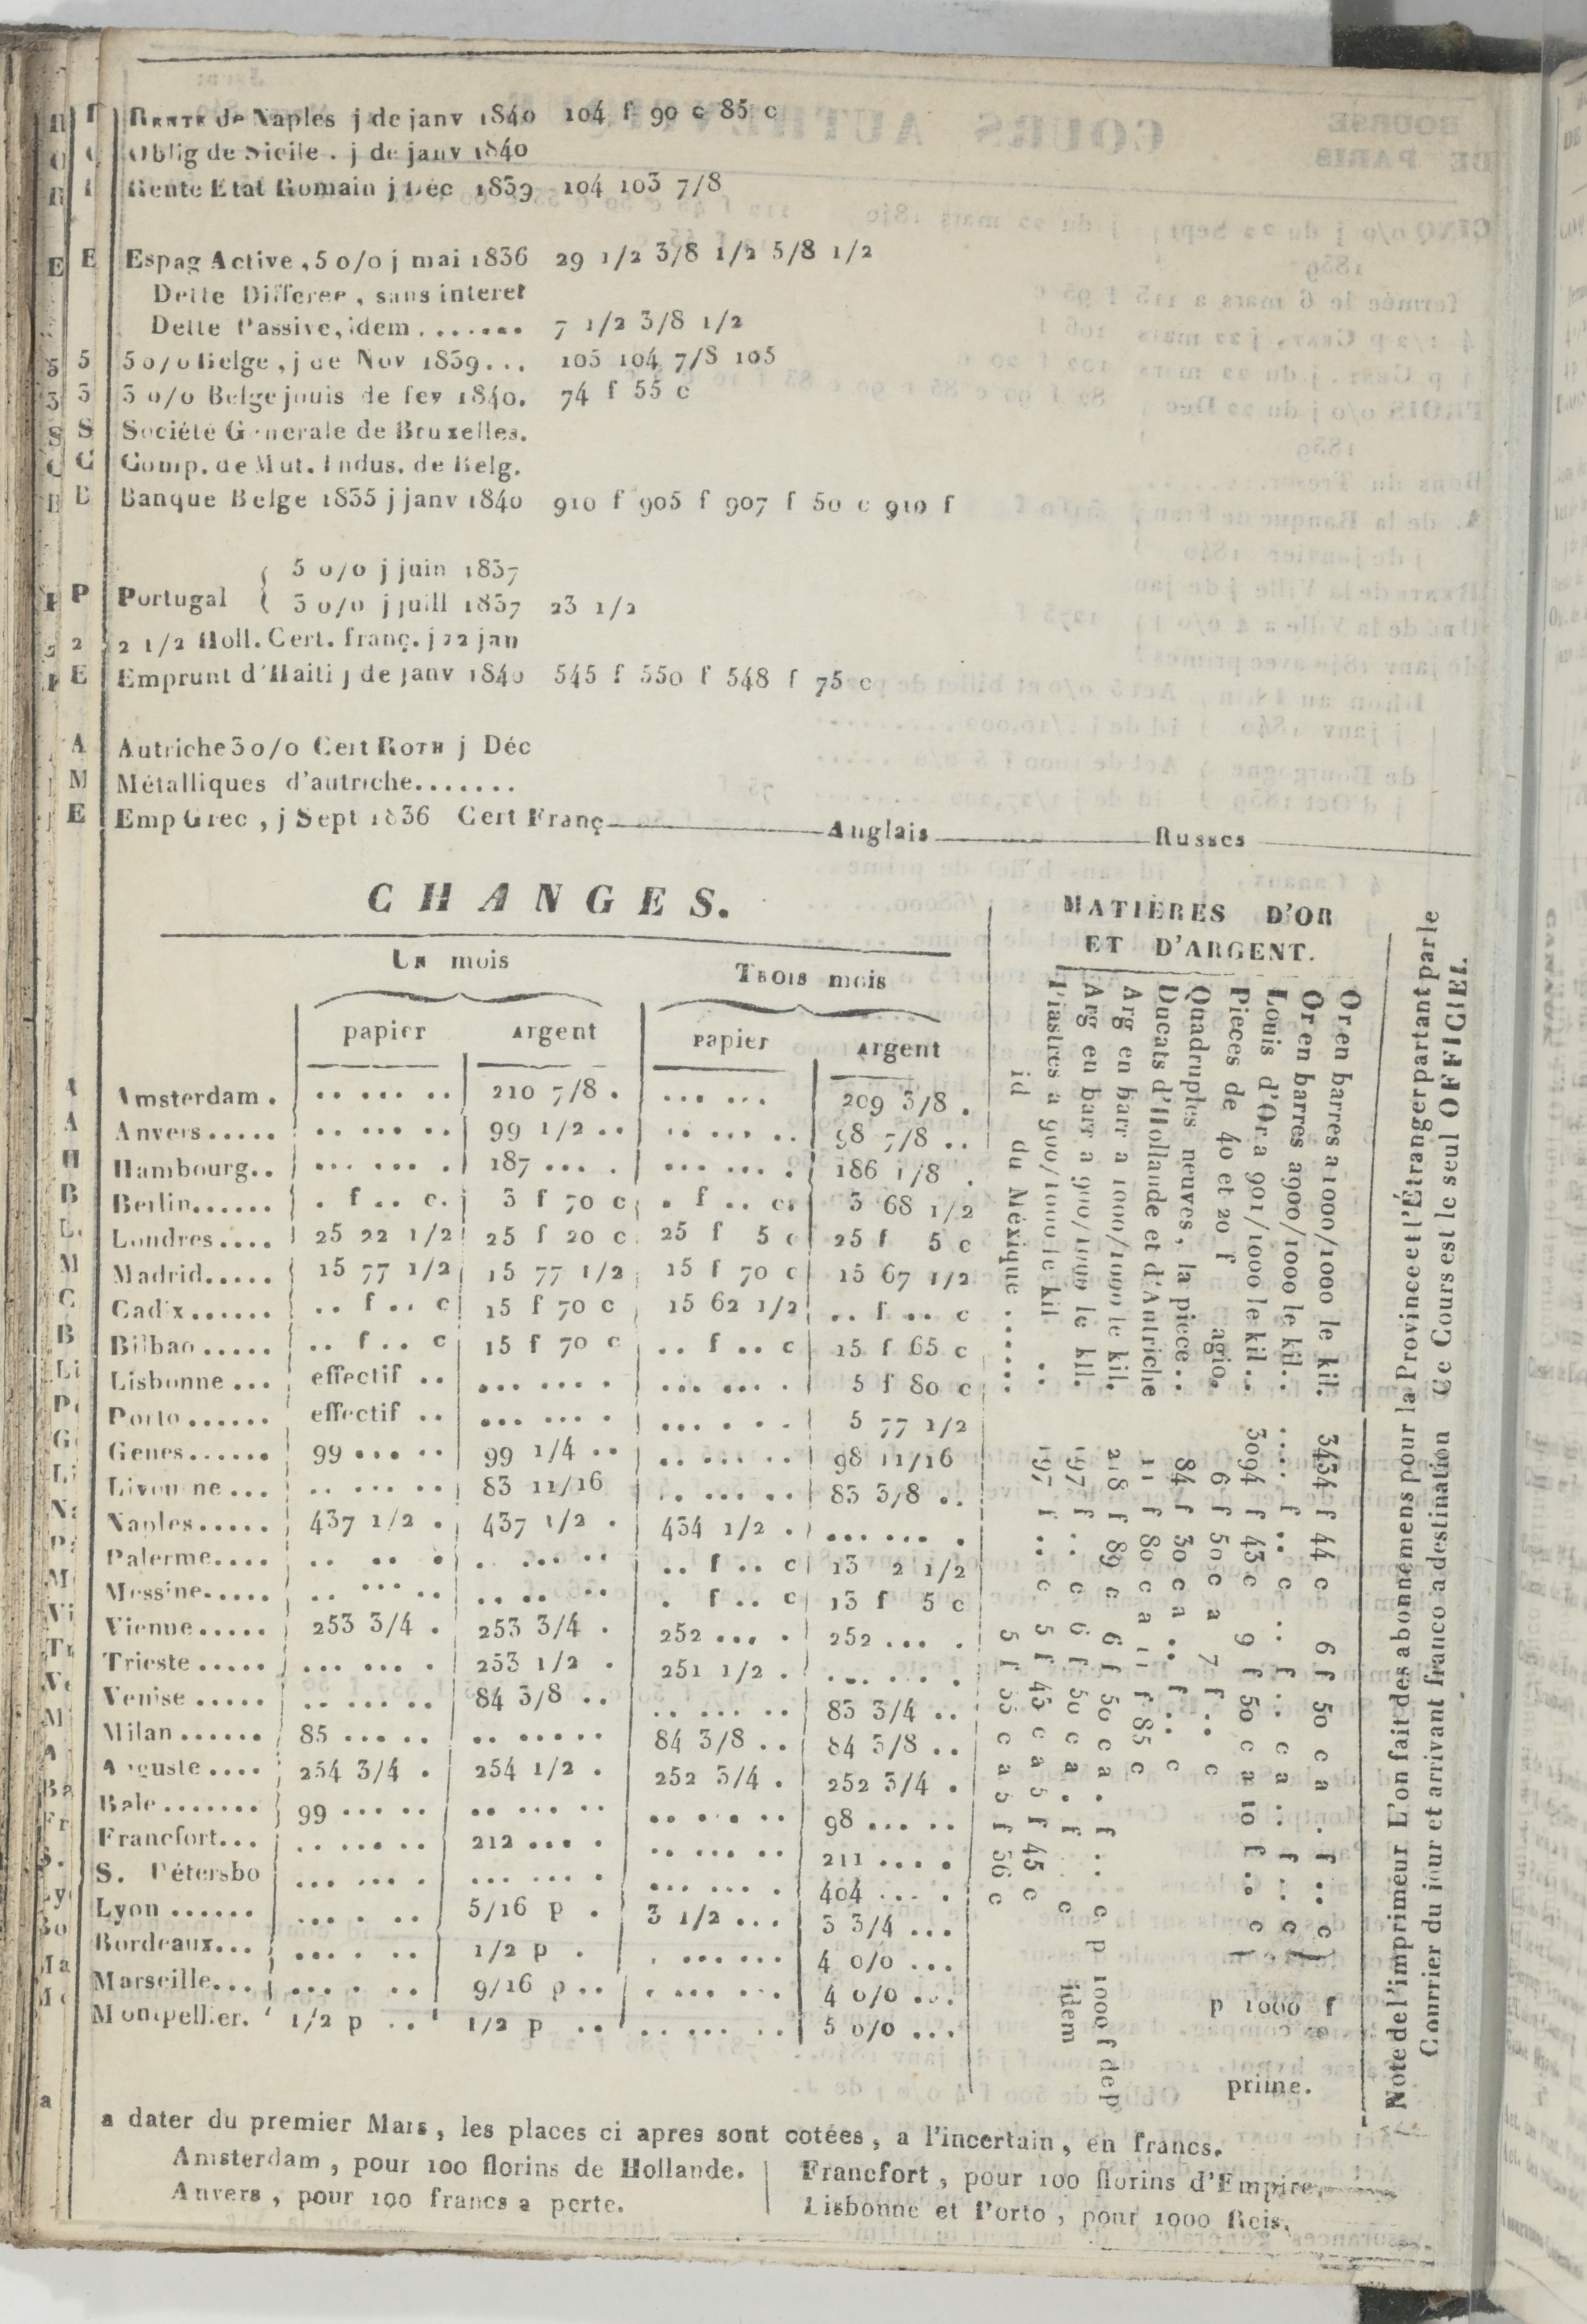 RENTE de Naples j de janv 1840 104 f 90 c 85 c
Oblig de Sicile . j de janv 1840
Rente Etat Romain j Déc 1839 104 103 7/8
Espag Active , 5 o/o j mai 1836 29 1/2 3/8 1/2 5/8 1/2
Dette Differee , sans interet
Dette Passive, idem ....... 7 1/2 3/8 1/2
5 o/o Belge , j de Nov 1839... 105 104 7/8 105
3 o/o Belge jouis de fev 1840. 74 f 55 c
Société Generale de Bruxelles.
Comp. de Mut. Indus. de Belg.
Banque Belge 1835 j janv 1840 910 f 905 f 907 f 50 c 910 f
Portugal { 5 o/o j juin 1837
{ 3 o/o j juill 1837 23 1/2
2 1/2 Holl. Cert. franç. j 22 jan
Emprunt d'Haiti j de janv 1840 545 f 550 f 548 f 75 c
Autriche 3 o/o Cert ROTH j Déc
Métalliques d'autriche.......
Emp Grec , j Sept 1836 Cert Franç Anglais Russes
CHANGES.
UN mois TROIS mois
papier Argent papier Argent
Amsterdam . .. ... .. 210 7/8 . ... ... 209 3/8 .
Anvers ..... .. ... .. 99 1/2 .. .. ... .. 98 7/8 ..
Hambourg.. ... ... . 187 ... . ... ... . 186 1/8 .
Berlin...... . f .. c. 3 f 70 c . f .. c. 3 68 1/2
Londres.... 25 22 1/2 25 f 20 c 25 f 5 c 25 f 5 c
Madrid..... 15 77 1/2 15 77 1/2 15 f 70 c 15 67 1/2
Cadix...... .. f .. c 15 f 70 c 15 62 1/2 .. f .. c
Bilbao ..... .. f .. c 15 f 70 c .. f .. c 15 f 65 c
Lisbonne ... effectif .. ... ... . ... ... . 5 f 80 c
Porto ...... effectif .. ... ... . ... . . . 5 77 1/2
Genes...... 99 ... .. 99 1/4 .. .. ... .. 98 11/16
Livourne ... .. ... .. 83 11/16 .. ... .. 83 3/8 ..
Naples..... 437 1/2 . 437 1/2 . 434 1/2 . ... ... .
Palerme.... .. .. . . ... .. .. f .. c 13 2 1/2
Messine..... .. ... .. .. .. .. . f .. c 13 f 5 c
Vienne ..... 253 3/4 . 253 3/4 . 252 ... . 252 ... .
Trieste ..... ... ... . 253 1/2 . 251 1/2 . . ... .
Venise ..... .. ... .. 84 3/8 .. .. ... .. 83 3/4 ..
Milan ...... 85 ... .. .. ... .. 84 3/8 .. 84 3/8 ..
Auguste .... 254 3/4 . 254 1/2 . 252 3/4 . 252 3/4 .
Bale ....... 99 ... .. .. ... .. .. . .. .. 98 ... ..
Francfort... .. ... .. 212 ... . .. ... .. 211 ... .
S. Pétersbo ... ... . ... ... . ... ... . 404 ... .
Lyon ...... ... . .. 5/16 p . 3 1/2 ... 3 3/4 ...
Bordeaux... ... . .. 1/2 p . . ... ... 4 o/o ...
Marseille... ... . .. 9/16 p .. . ... .. 4 o/o ...
Montpellier. 1/2 p .. 1/2 p .. .. ... .. 5 o/o ...
MATIÈRES D'OR
ET D'ARGENT.
Or en barres a 1000/1000 le kil. 3434 f 44 c 6 f 50 c a . f .. c
Or en barres a 900/1000 le kil. . .... f .. c . . f . c a . . f . . c
Louis d'Or a 901/1000 le kil .. 3094 f 43 c 9 f 50 c a 10 f .. c
p 1000 f
prime.
Pieces de 40 et 20 f agio. 6 f 50 c a 7 f .. c
Quadruples neuves , la piece . . 84 f 30 c a . . f . . c
Ducats d'Hollande et d'Autriche 11 f 80 c a 11 f 85 c
Arg en barr a 1000/1000 le kil. 218 f 89 c 6 f 50 c a . f .. c p 1000 f de p
Arg en barr a 900/1000 le kil. 197 f .. c 6 f 50 c a . f .. c idem
Piastres a 900/1000 le kil .. 197 f .. c 5 f 43 c a 5 f 45 c
id du Méxique ..... 5 f 35 c a 5 f 36 c
Note de l'imprimeur L'on fait des abonnemens pour la Province et l'Étranger partant par le
Courrier du jour et arrivant franco a destination Ce Cours est le seul OFFICIEL.
a dater du premier Mars , les places ci apres sont cotées , a l'incertain , en francs.
Amsterdam , pour 100 florins de Hollande.
Anvers , pour 100 francs a perte.
Francfort , pour 100 florins d'Empire.
Lisbonne et Porto , pour 1000 Reis.